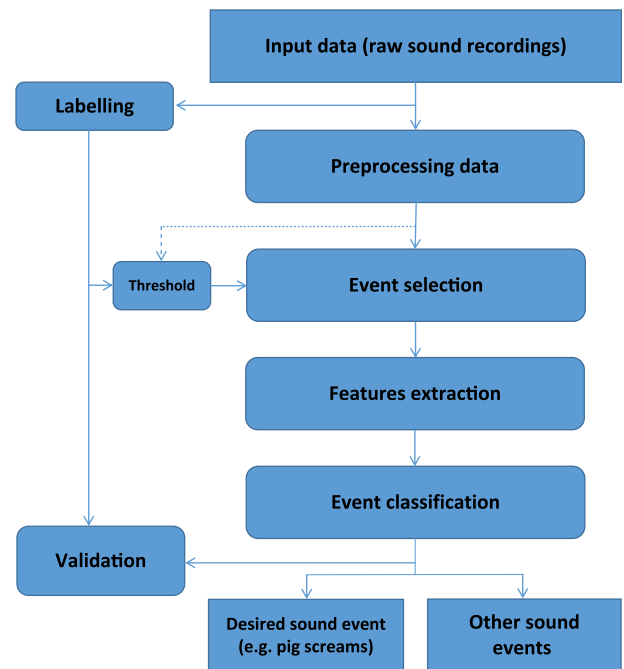 Input data (raw sound recordings)
Labelling
Preprocessing data
Threshold
Event selection
Features extraction
Event classification
Validation
Desired sound event
(e.g. pig screams)
Other sound
events